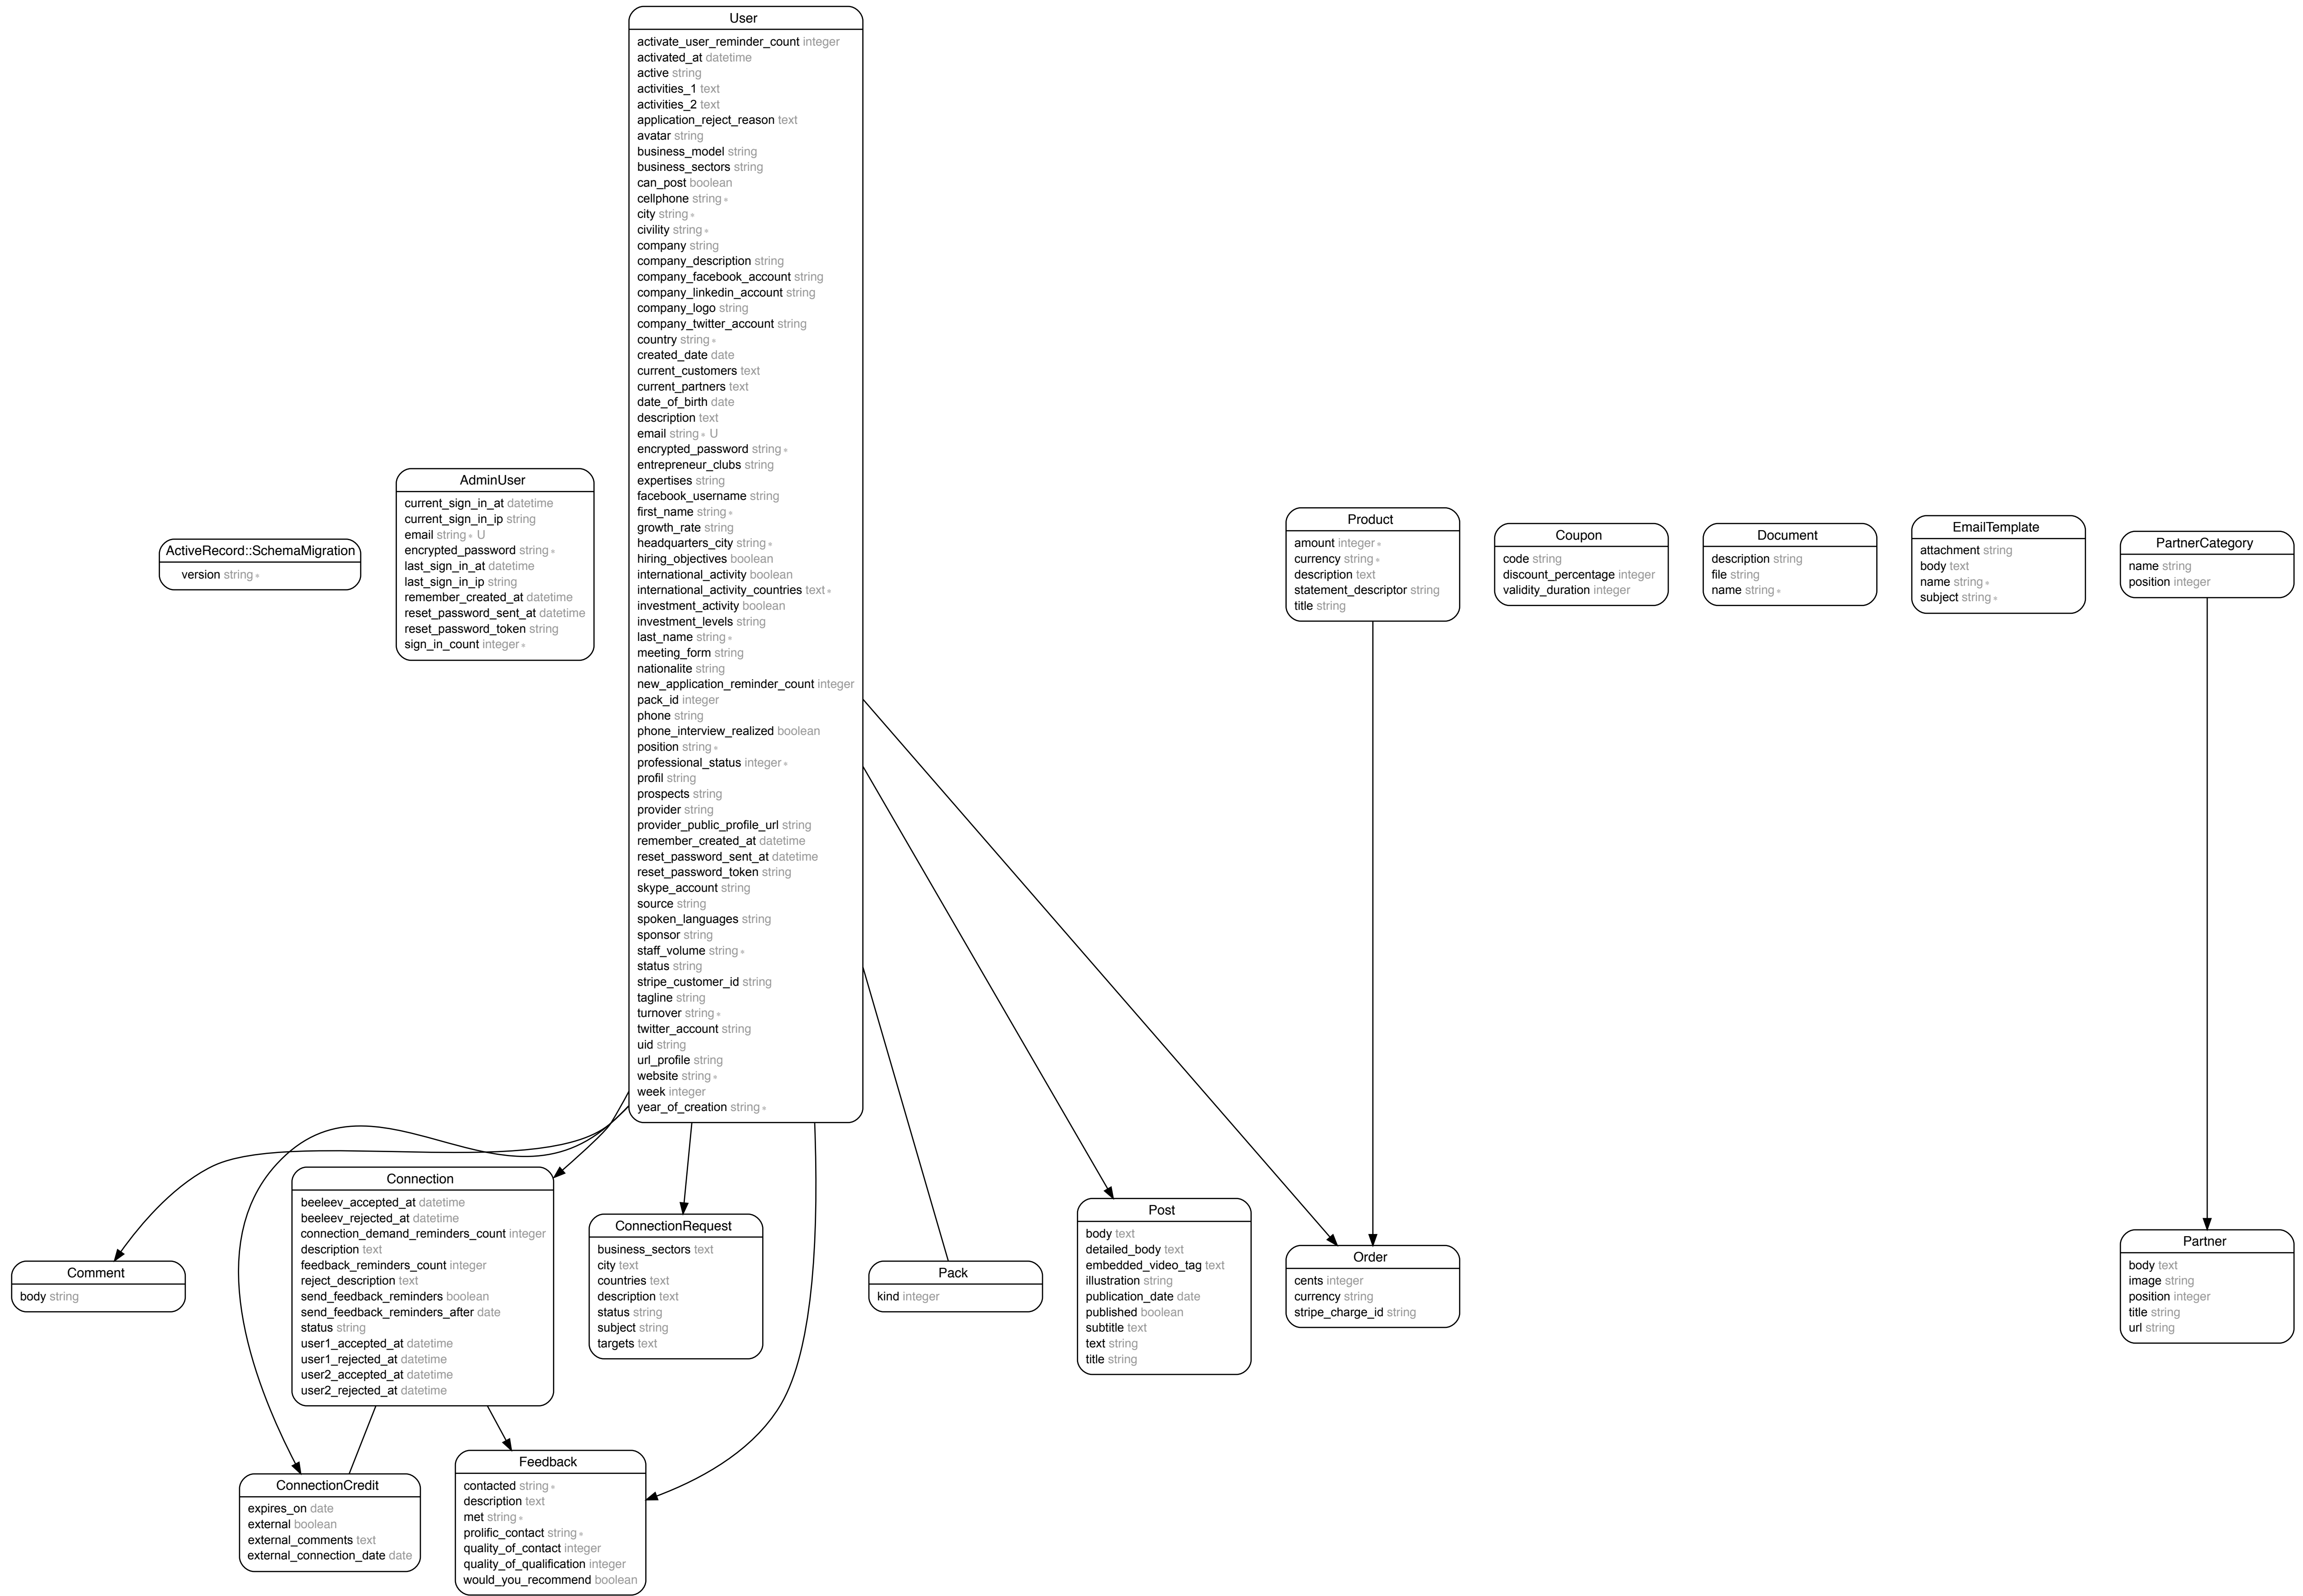 User
activate_user_reminder_count integer
activated_at datetime
active string
activities_1 text
activities_2 text
application_reject_reason text
avatar string
business_model string
business_sectors string
can_post boolean
cellphone string *
city string *
civility string *
company string
company_description string
company_facebook_account string
company_linkedin_account string
company_logo string
company_twitter_account string
country string *
created_date date
current_customers text
current_partners text
date_of_birth date
description text
email string * U
encrypted_password string *
entrepreneur_clubs string
expertises string
facebook_username string
first_name string *
growth_rate string
headquarters_city string *
hiring_objectives boolean
international_activity boolean
international_activity_countries text *
investment_activity boolean
investment_levels string
last_name string *
meeting_form string
nationalite string
new_application_reminder_count integer
pack_id integer
phone string
phone_interview_realized boolean
position string *
professional_status integer *
profil string
prospects string
provider string
provider_public_profile_url string
remember_created_at datetime
reset_password_sent_at datetime
reset_password_token string
skype_account string
source string
spoken_languages string
sponsor string
staff_volume string *
status string
stripe_customer_id string
tagline string
turnover string *
twitter_account string
uid string
url_profile string
website string *
week integer
year_of_creation string *
ActiveRecord::SchemaMigration
version string *
AdminUser
current_sign_in_at datetime
current_sign_in_ip string
email string * U
encrypted_password string *
last_sign_in_at datetime
last_sign_in_ip string
remember_created_at datetime
reset_password_sent_at datetime
reset_password_token string
sign_in_count integer *
Product
amount integer *
currency string *
description text
statement_descriptor string
title string
Coupon
code string
discount_percentage integer
validity_duration integer
Document
description string
file string
name string *
EmailTemplate
attachment string
body text
name string *
subject string *
PartnerCategory
name string
position integer
Comment
body string
Connection
beeleev_accepted_at datetime
beeleev_rejected_at datetime
connection_demand_reminders_count integer
description text
feedback_reminders_count integer
reject_description text
send_feedback_reminders boolean
send_feedback_reminders_after date
status string
user1_accepted_at datetime
user1_rejected_at datetime
user2_accepted_at datetime
user2_rejected_at datetime
ConnectionRequest
business_sectors text
city text
countries text
description text
status string
subject string
targets text
Pack
kind integer
Post
body text
detailed_body text
embedded_video_tag text
illustration string
publication_date date
published boolean
subtitle text
text string
title string
Order
cents integer
currency string
stripe_charge_id string
Partner
body text
image string
position integer
title string
url string
ConnectionCredit
expires_on date
external boolean
external_comments text
external_connection_date date
Feedback
contacted string *
description text
met string *
prolific_contact string *
quality_of_contact integer
quality_of_qualification integer
would_you_recommend boolean